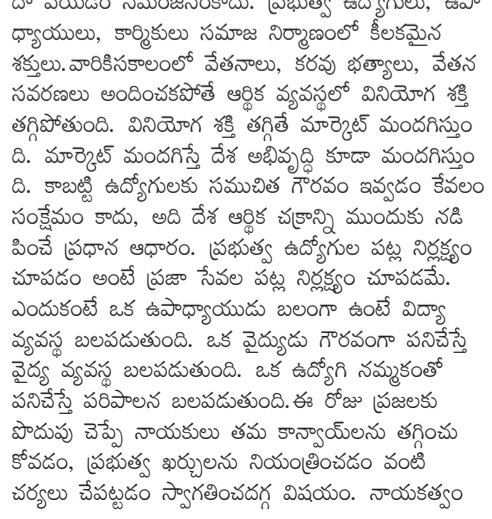 దా వేయడం సమంజసంకాదు. ప్రభుత్వ ఉద్యోగులు, ఉపా
ధ్యాయులు, కార్మికులు సమాజ నిర్మాణంలో కీలకమైన
శక్తులు.వారికిసకాలంలో వేతనాలు, కరవు భత్యాలు, వేతన
సవరణలు అందించకపోతే ఆర్థిక వ్యవస్థలో వినియోగ శక్తి
తగ్గిపోతుంది. వినియోగ శక్తి తగ్గితే మార్కెట్ మందగిస్తుం
ది. మార్కెట్ మందగిస్తే దేశ అభివృద్ధి కూడా మందగిస్తుం
ది. కాబట్టి ఉద్యోగులకు సముచిత గౌరవం ఇవ్వడం కేవలం
సంక్షేమం కాదు, అది దేశ ఆర్థిక చక్రాన్ని ముందుకు నడి
పించే ప్రధాన ఆధారం. ప్రభుత్వ ఉద్యోగుల పట్ల నిర్లక్ష్యం
చూపడం అంటే ప్రజా సేవల పట్ల నిర్లక్ష్యం చూపడమే.
ఎందుకంటే ఒక ఉపాధ్యాయుడు బలంగా ఉంటే విద్యా
వ్యవస్థ బలపడుతుంది. ఒక వైద్యుడు గౌరవంగా పనిచేస్తే
వైద్య వ్యవస్థ బలపడుతుంది. ఒక ఉద్యోగి నమ్మకంతో
పనిచేస్తే పరిపాలన బలపడుతుంది.ఈ రోజు ప్రజలకు
పొదుపు చెప్పే నాయకులు తమ కాన్వాయ్‌లను తగ్గించు
కోవడం, ప్రభుత్వ ఖర్చులను నియంత్రించడం వంటి
చర్యలు చేపట్టడం స్వాగతించదగ్గ విషయం. నాయకత్వం